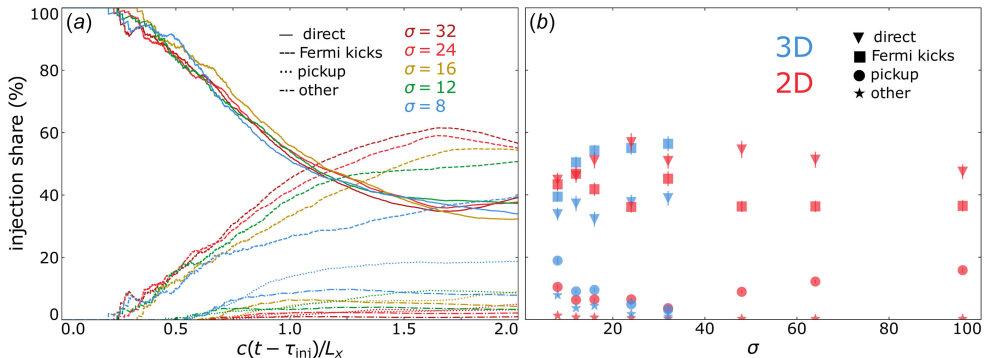 injection share (%)
100
80
60
40
20
0
(a)
direct
Fermi kicks
pickup
other
σ = 32
σ = 24
σ = 16
σ = 12
σ = 8
0.0 0.5 1.0 1.5 2.0
c(t − τinj)/Lx
(b)
3D
2D
direct
Fermi kicks
pickup
other
20 40 60 80 100
σ